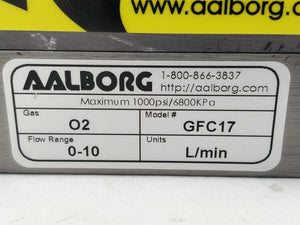 www.aalborg.
AALBORG
1-800-866-3837
http://aalborg.com
Maximum 1000psi/6800KPa
Gas
O2
Model #
GFC17
Flow Range
0-10
Units
L/min